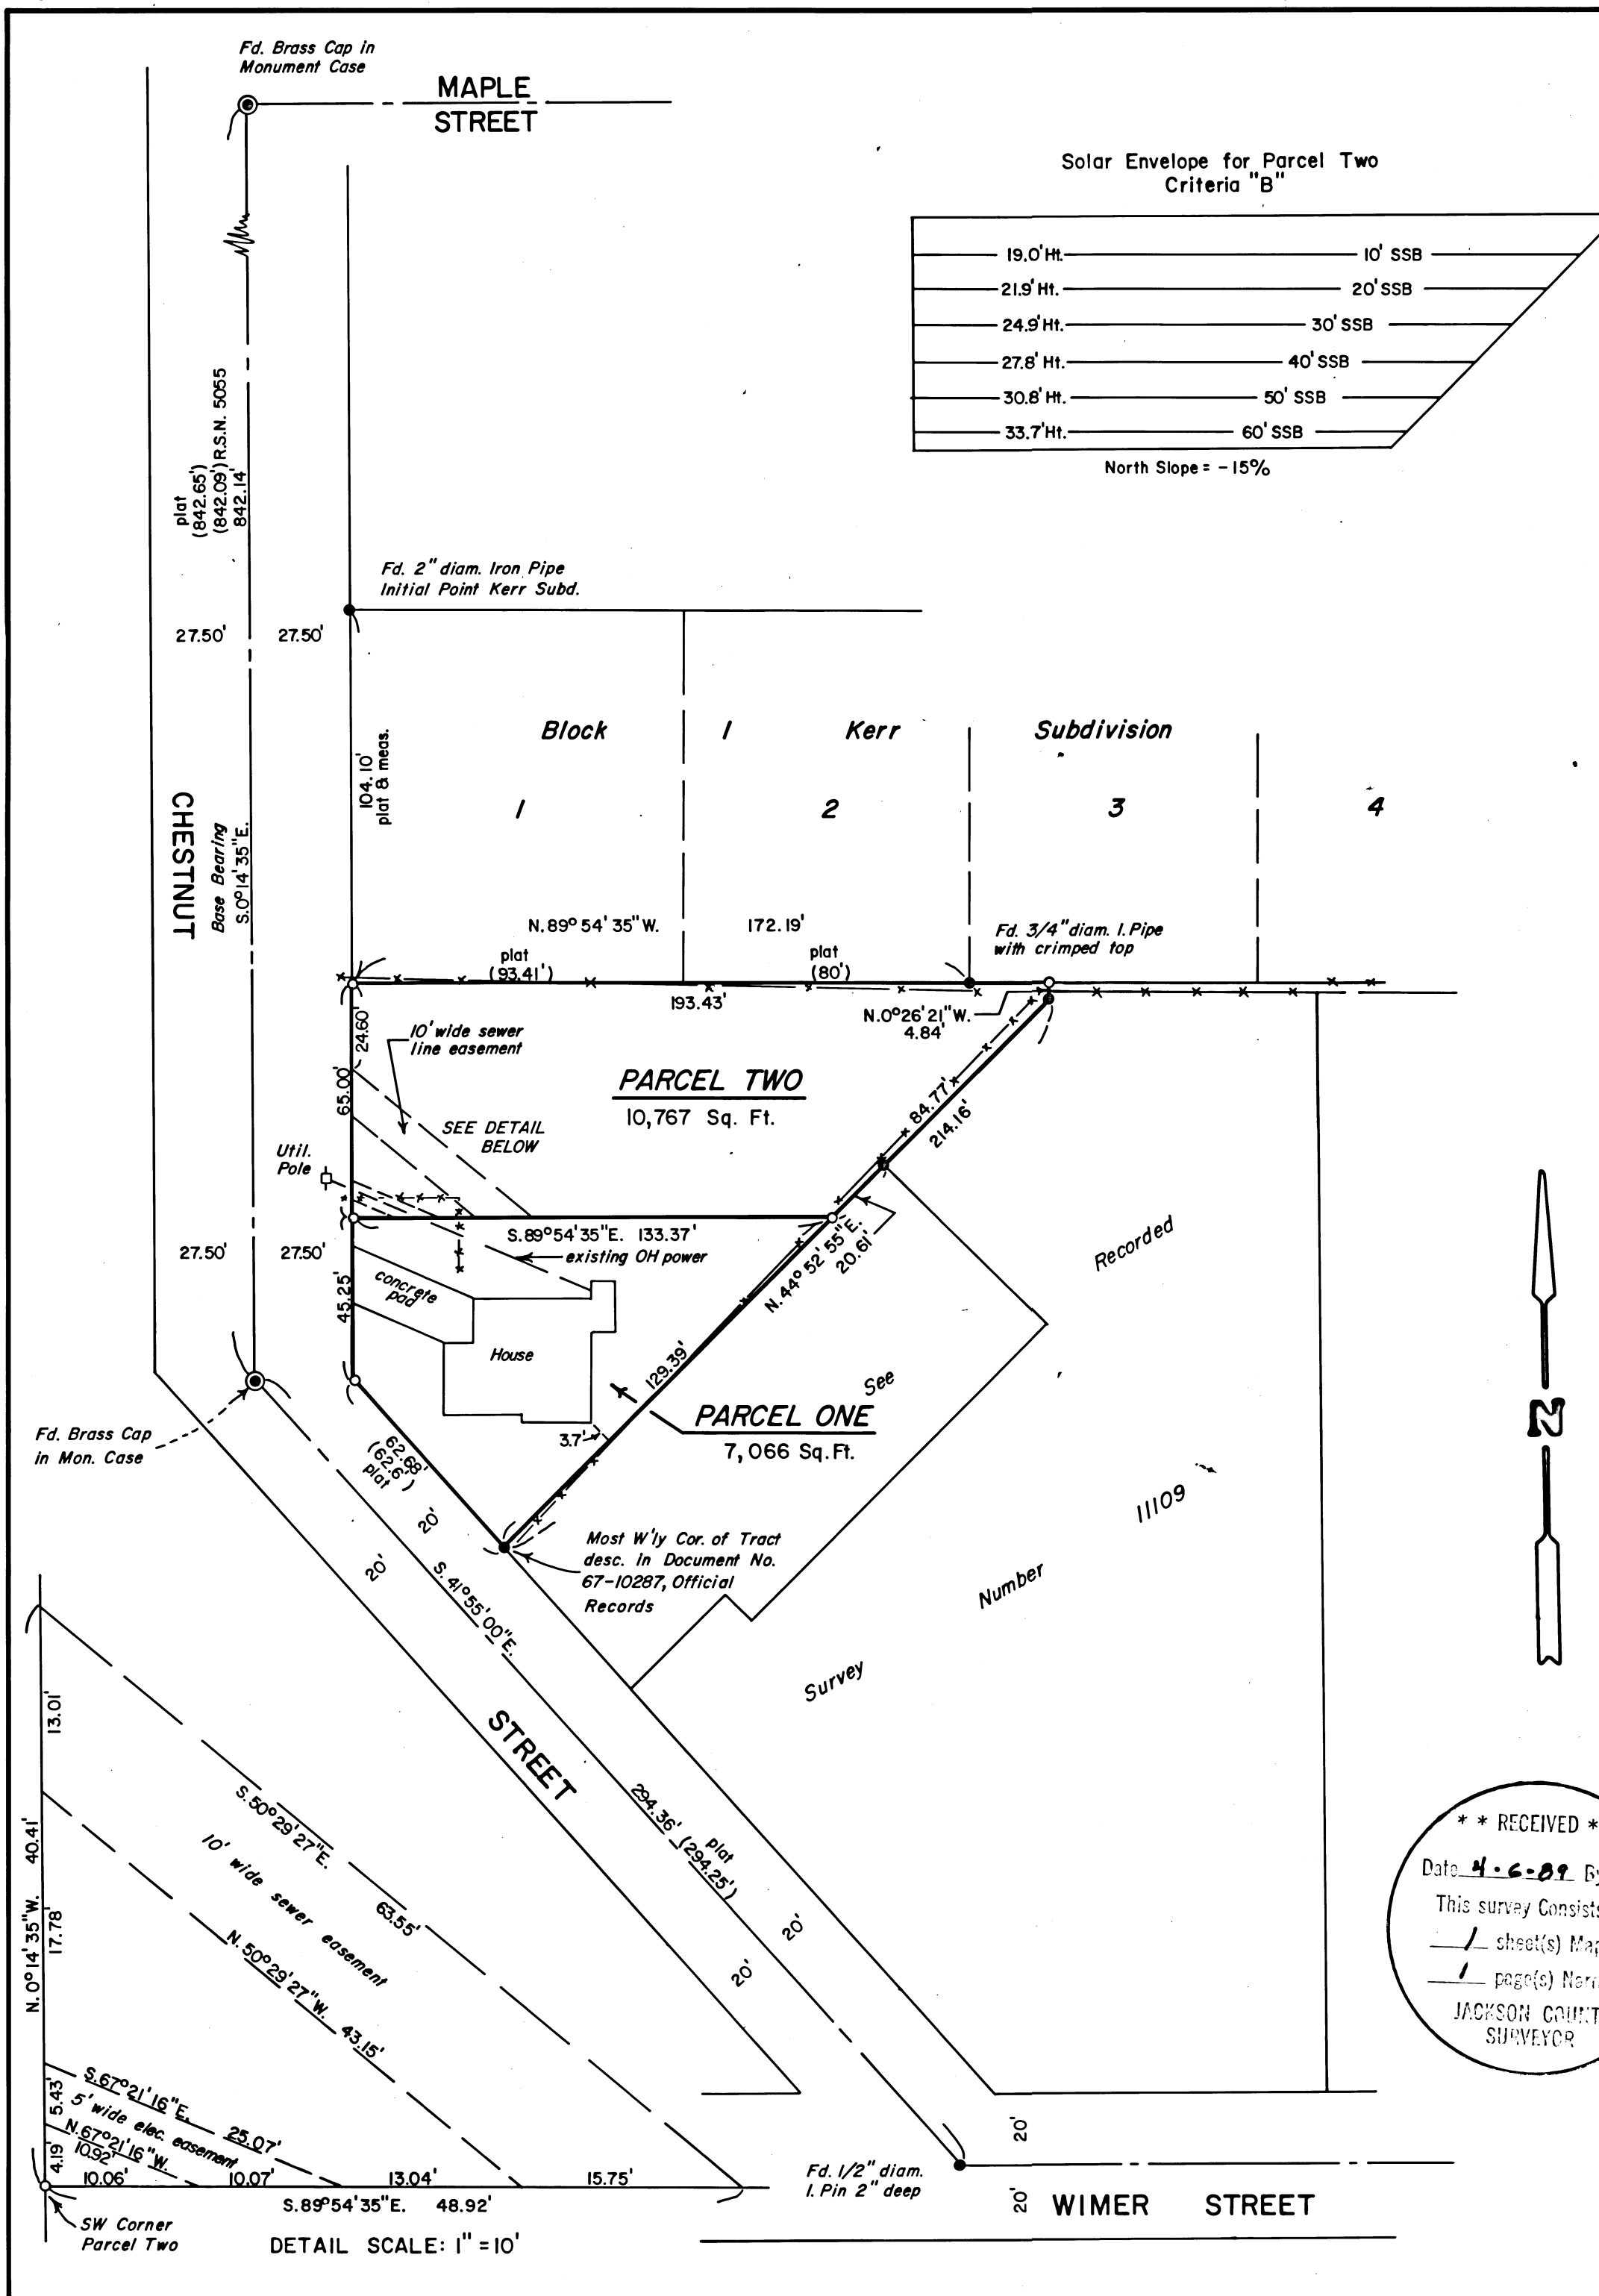 Fd. Brass Cap in
Monument Case
MAPLE
STREET
Solar Envelope for Parcel Two
Criteria "B"
19.0' Ht. 10' SSB
21.9' Ht. 20' SSB
24.9' Ht. 30' SSB
27.8' Ht. 40' SSB
30.8' Ht. 50' SSB
33.7' Ht. 60' SSB
North Slope = -15%
plat
(842.65')
(842.09') R.S.N. 5055
842.14'
Fd. 2" diam. Iron Pipe
Initial Point Kerr Subd.
27.50' 27.50'
104.10'
plat & meas.
Block 1 Kerr Subdivision
1 2 3 4
CHESTNUT
Base Bearing
S.0°14'35"E.
N.89°54'35"W. 172.19'
plat
(93.41')
plat
(80')
Fd. 3/4" diam. I. Pipe
with crimped top
193.43'
N.0°26'21"W.
4.84'
24.60'
65.00'
10' wide sewer
line easement
SEE DETAIL
BELOW
PARCEL TWO
10,767 Sq. Ft.
84.77'
214.16'
Util.
Pole
S.89°54'35"E. 133.37'
existing OH power
N.44°52'55"E.
20.61'
27.50' 27.50'
45.25'
concrete
pad
House
129.39'
3.7'
PARCEL ONE
7,066 Sq. Ft.
Recorded
See
11109
Number
Survey
N
Fd. Brass Cap
in Mon. Case
62.68'
(62.6')
plat
20'
20'
Most W'ly Cor. of Tract
desc. in Document No.
67-10287, Official
Records
S.41°55'00"E.
STREET
294.36' plat
(294.25')
20'
20'
13.01'
N.0°14'35"W. 40.41'
17.78'
5.43'
4.19'
S.50°29'27"E.
63.55'
10' wide sewer easement
N.50°29'27"W. 43.15'
S.67°21'16"E. 25.07'
5' wide elec. easement
N.67°21'16"W.
10.92'
10.06' 10.07' 13.04' 15.75'
S.89°54'35"E. 48.92'
SW Corner
Parcel Two
DETAIL SCALE: 1" = 10'
Fd. 1/2" diam.
I. Pin 2" deep
20'
20'
WIMER STREET
* * RECEIVED *
Date 4-6-89 By
This survey Consists
1 sheet(s) Map
1 page(s) Narr
JACKSON COUNT
SURVEYOR